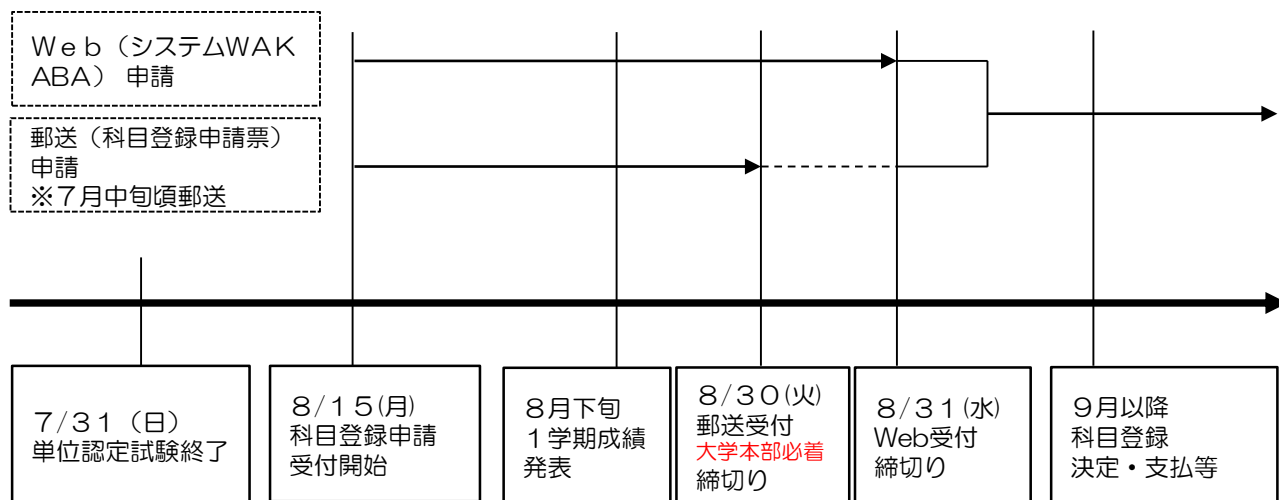 Ｗｅｂ（システムWAK
ABA） 申請
郵送（科目登録申請票）
申請
※７月中旬頃郵送
７/３１（日）
単位認定試験終了
８/１５(月)
科目登録申請
受付開始
８月下旬
１学期成績
発表
８/３０(火)
郵送受付
大学本部必着
締切り
８/３１(水)
Web受付
締切り
９月以降
科目登録
決定・支払等